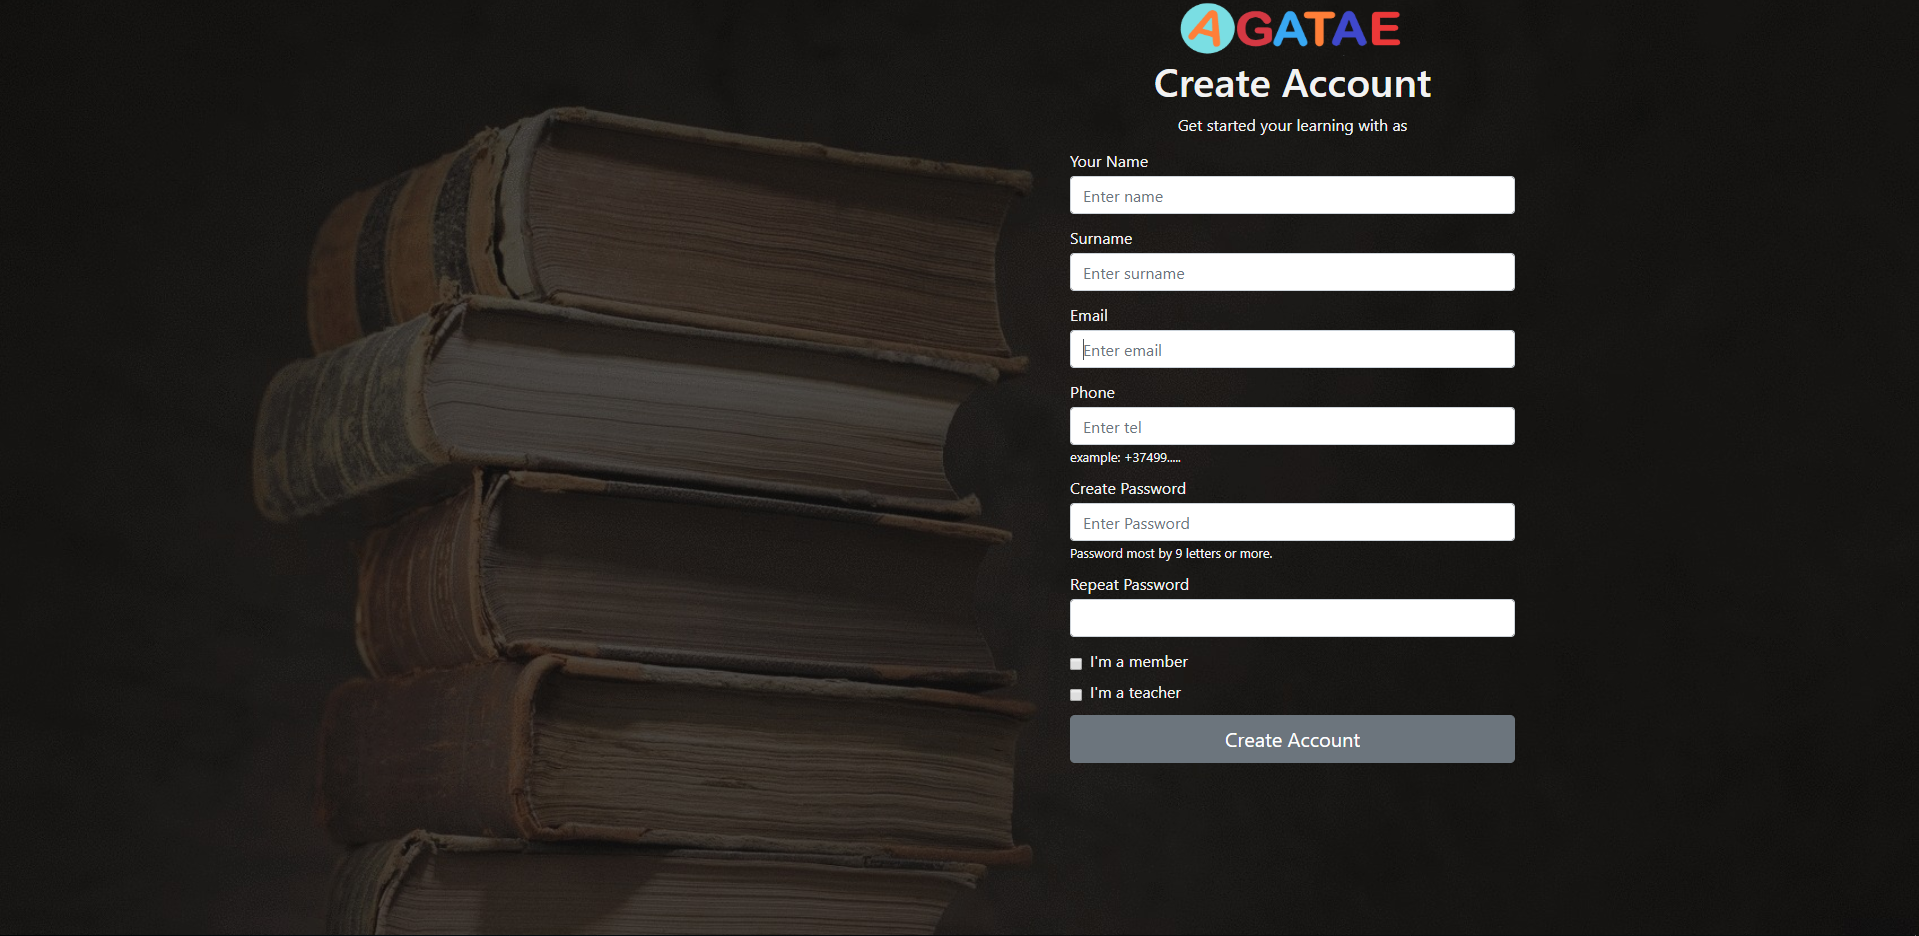 AGATAE
Create Account
Get started your learning with as
Your Name
Enter name
Surname
Enter surname
Email
Enter email
Phone
Enter tel
example: +37499.....
Create Password
Enter Password
Password most by 9 letters or more.
Repeat Password
I'm a member
I'm a teacher
Create Account